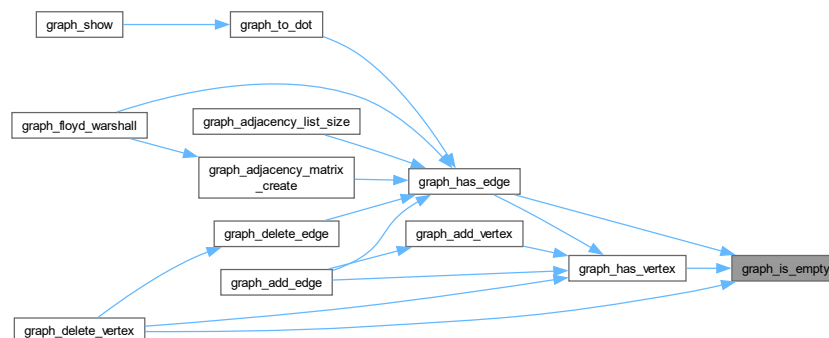 graph_show
graph_to_dot
graph_floyd_warshall
graph_adjacency_list_size
graph_adjacency_matrix
_create
graph_has_edge
graph_delete_edge
graph_add_vertex
graph_add_edge
graph_has_vertex
graph_is_empty
graph_delete_vertex